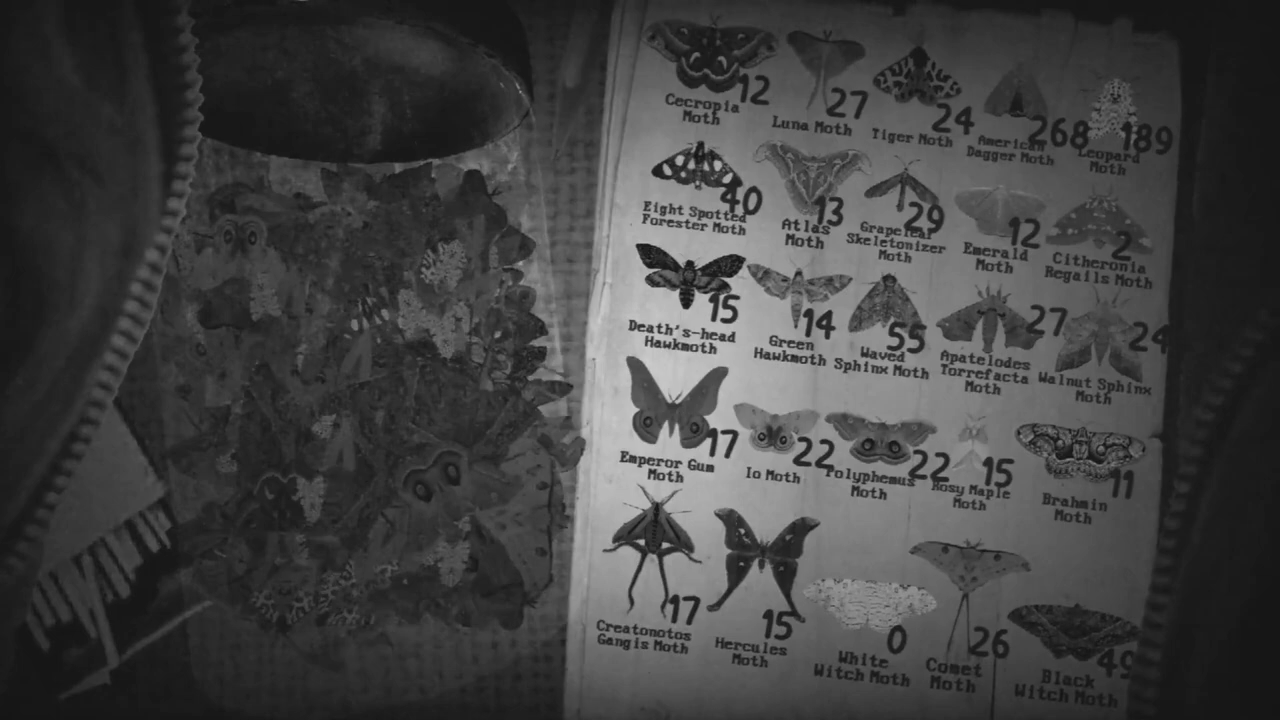 12 27 24 268 189
Cecropia Moth
Luna Moth
Tiger Moth
American Dagger Moth
Leopard Moth
40 13 29 12 2
Eight Spotted Forester Moth
Atlas Moth
Grapeleaf Skeletonizer Moth
Emerald Moth
Citheronia Regails Moth
15 14 55 27 24
Death's-head Hawkmoth
Green Hawkmoth
Waved Sphinx Moth
Apatelodes Torrefacta Moth
Walnut Sphinx Moth
17 22 22 15 11
Emperor Gum Moth
Io Moth
Polyphemus Moth
Rosy Maple Moth
Brahmin Moth
17 15 0 26 49
Creatonotos Gangis Moth
Hercules Moth
White Witch Moth
Comet Moth
Black Witch Moth